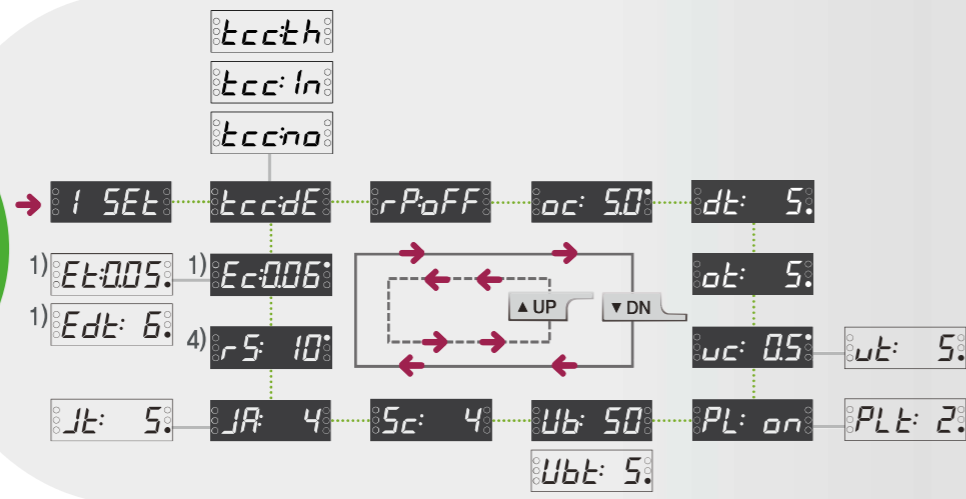 tcc:th
tcc:In
tcc:no
1 SEt
tcc:dE
rP:oFF
oc: 5.0
dt: 5.
1) Et:0.05.
1) Ec:0.06
▲ UP
▼ DN
ot: 5.
1) Edt: 6.
4) rS: 10
uc: 0.5
ut: 5.
Jt: 5.
JA: 4
Sc: 4
Ub: 50
PL: on
PLt: 2.
Ubt: 5.